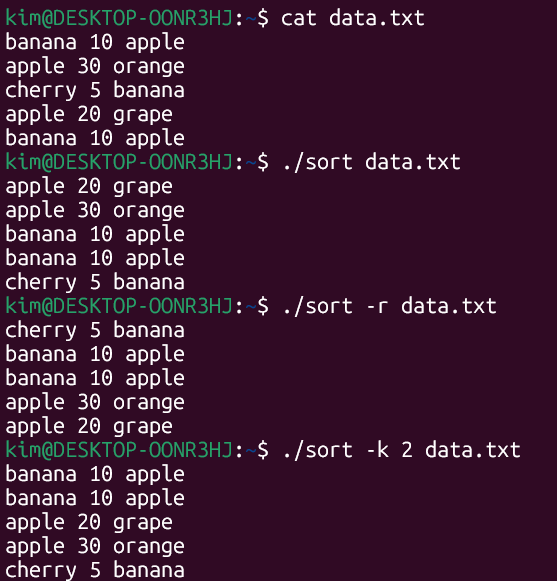 kim@DESKTOP-OONR3HJ:~$ cat data.txt
banana 10 apple
apple 30 orange
cherry 5 banana
apple 20 grape
banana 10 apple
kim@DESKTOP-OONR3HJ:~$ ./sort data.txt
apple 20 grape
apple 30 orange
banana 10 apple
banana 10 apple
cherry 5 banana
kim@DESKTOP-OONR3HJ:~$ ./sort -r data.txt
cherry 5 banana
banana 10 apple
banana 10 apple
apple 30 orange
apple 20 grape
kim@DESKTOP-OONR3HJ:~$ ./sort -k 2 data.txt
banana 10 apple
banana 10 apple
apple 20 grape
apple 30 orange
cherry 5 banana